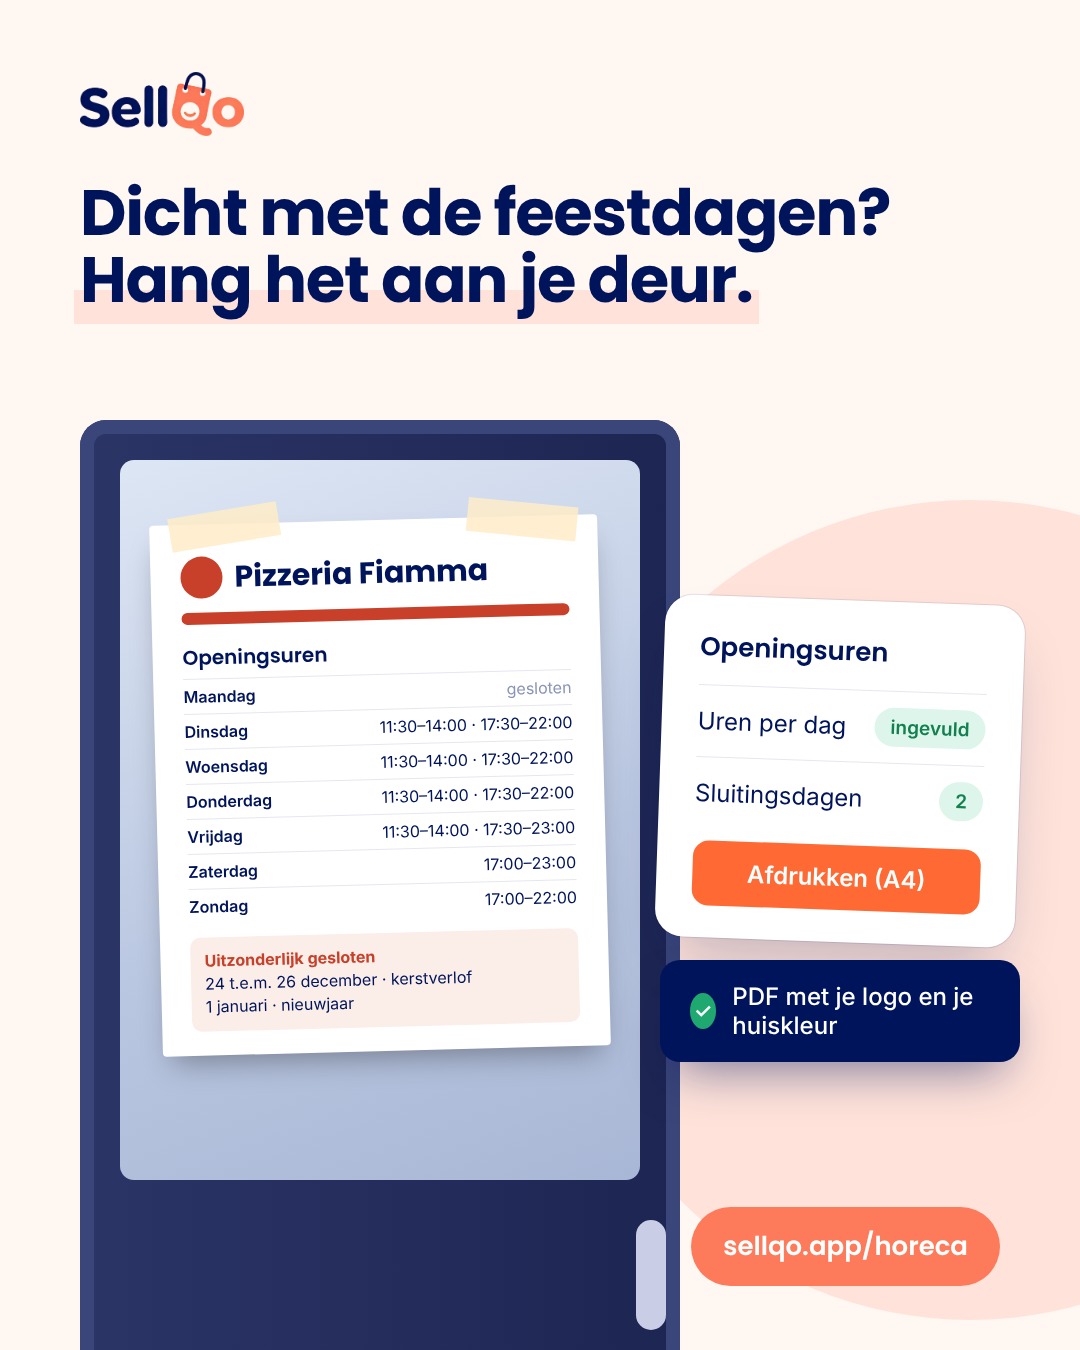 SellQo
Dicht met de feestdagen?
Hang het aan je deur.
Pizzeria Fiamma
Openingsuren
Maandag gesloten
Dinsdag 11:30–14:00 · 17:30–22:00
Woensdag 11:30–14:00 · 17:30–22:00
Donderdag 11:30–14:00 · 17:30–22:00
Vrijdag 11:30–14:00 · 17:30–23:00
Zaterdag 17:00–23:00
Zondag 17:00–22:00
Uitzonderlijk gesloten
24 t.e.m. 26 december · kerstverlof
1 januari · nieuwjaar
Openingsuren
Uren per dag ingevuld
Sluitingsdagen 2
Afdrukken (A4)
PDF met je logo en je
huiskleur
sellqo.app/horeca